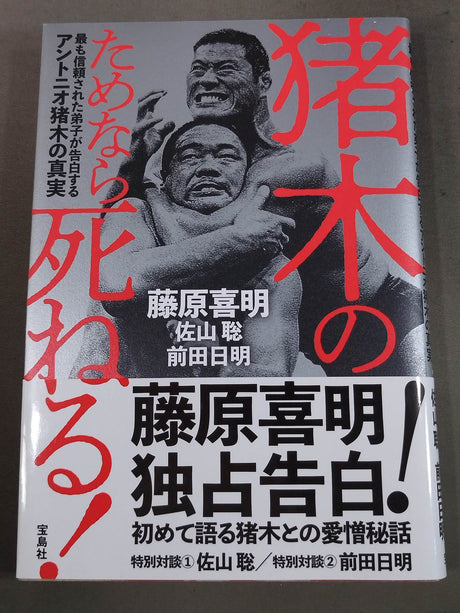 猪木の
ためなら
死ねる!
最も信頼された弟子が告白する
アントニオ猪木の真実
藤原喜明
佐山 聡
前田日明
藤原喜明
独占告白!
初めて語る猪木との愛憎秘話
特別対談① 佐山 聡/特別対談② 前田日明
宝島社